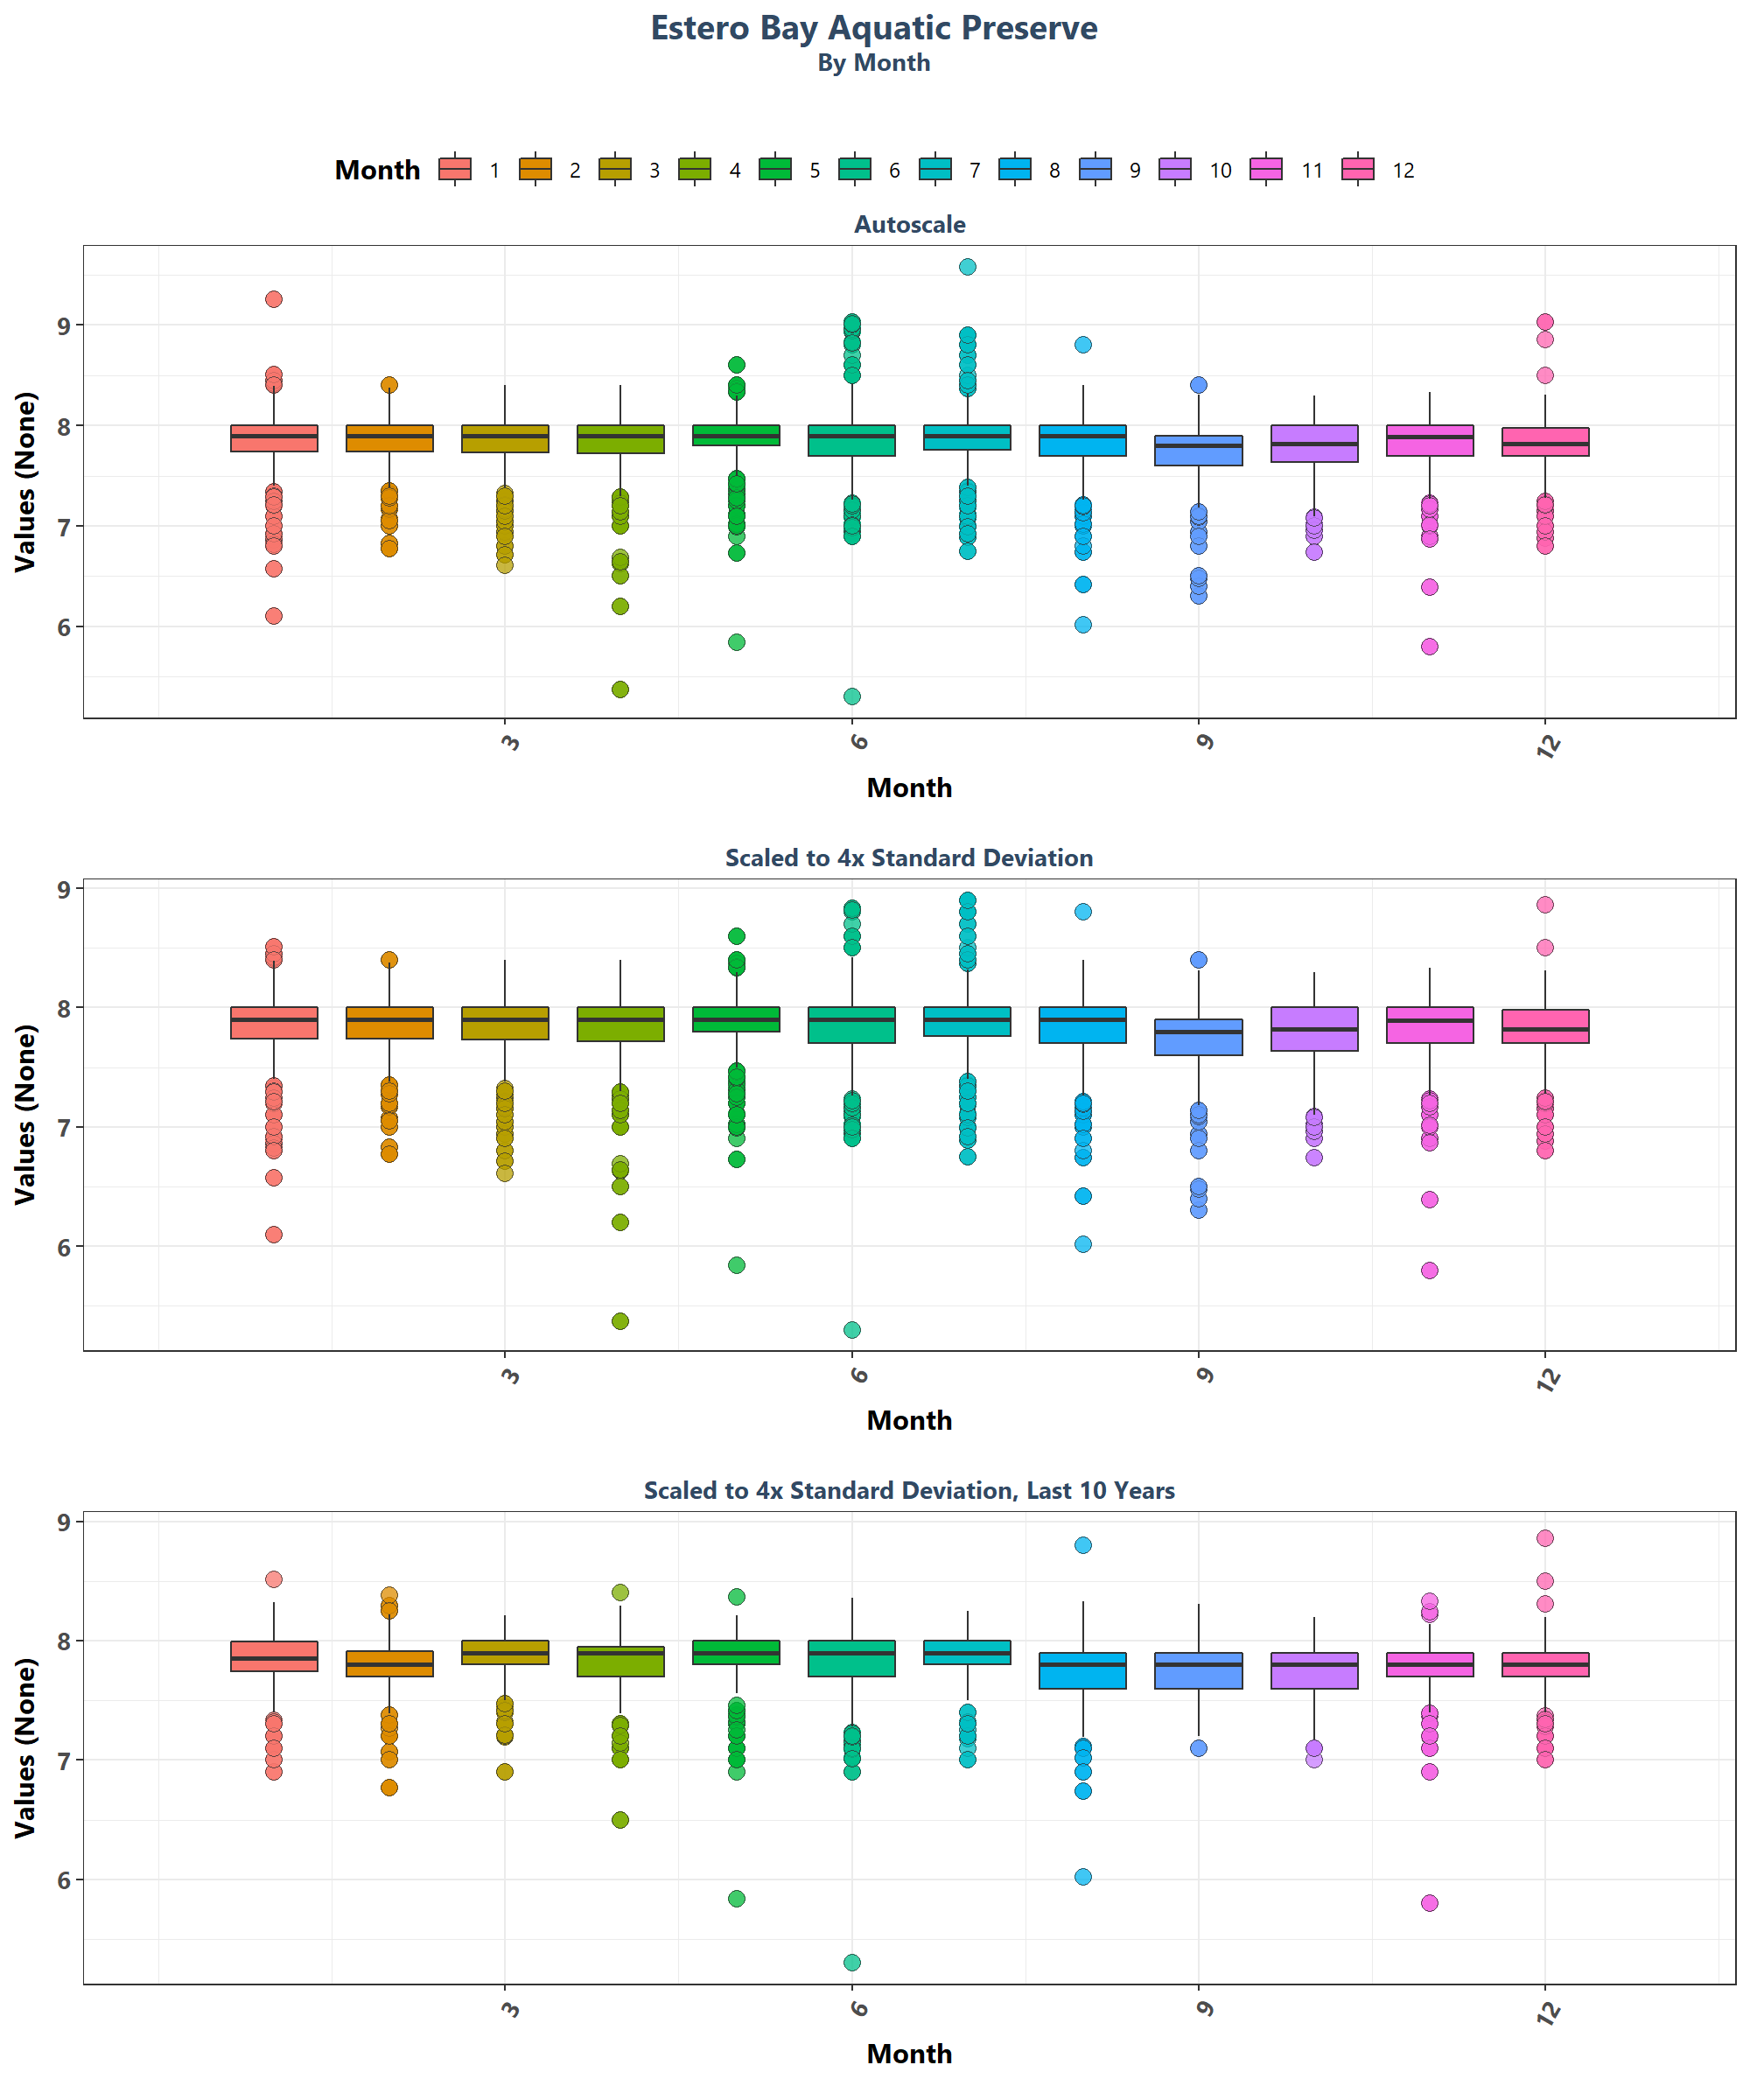 Estero Bay Aquatic Preserve
By Month
Month 1 2 3 4 5 6 7 8 9 10 11 12
Autoscale
Values (None)
9
8
7
6
3 6 9 12
Month
Scaled to 4x Standard Deviation
Values (None)
9
8
7
6
3 6 9 12
Month
Scaled to 4x Standard Deviation, Last 10 Years
Values (None)
9
8
7
6
3 6 9 12
Month